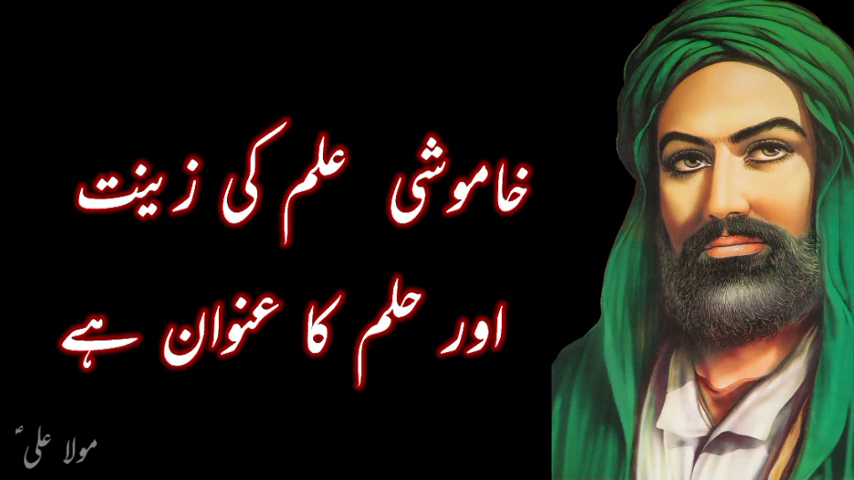 خاموشی علم کی زینت
اور حلم کا عنوان ہے
مولا علی ؑ